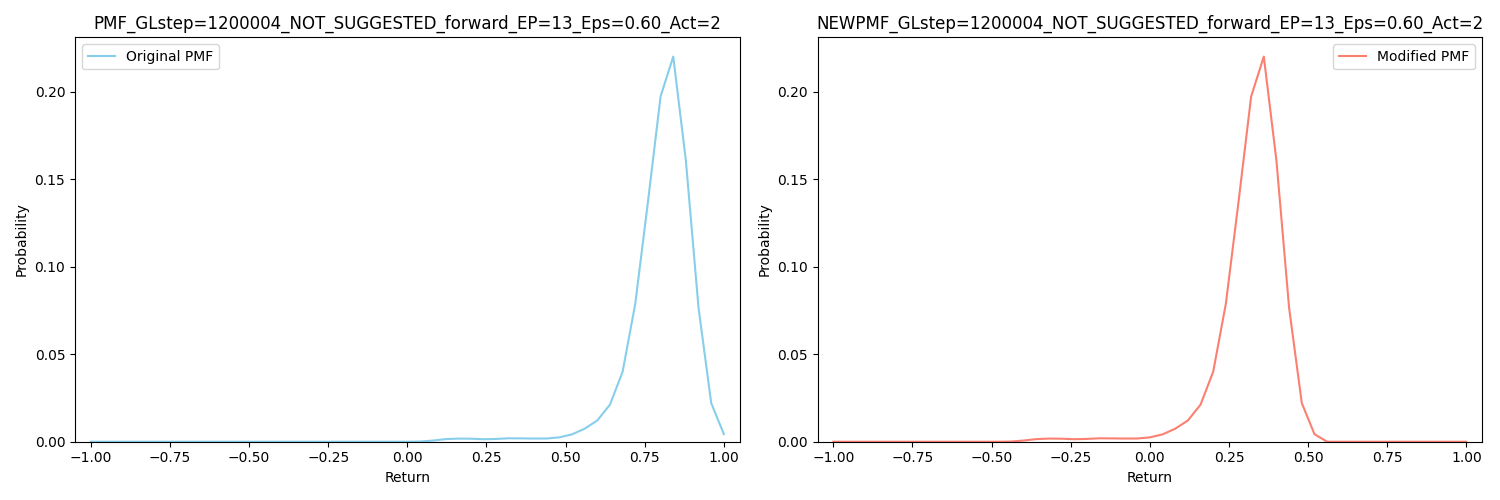 PMF_GLstep=1200004_NOT_SUGGESTED_forward_EP=13_Eps=0.60_Act=2
Original PMF
Probability
0.20
0.15
0.10
0.05
0.00
−1.00 −0.75 −0.50 −0.25 0.00 0.25 0.50 0.75 1.00
Return
NEWPMF_GLstep=1200004_NOT_SUGGESTED_forward_EP=13_Eps=0.60_Act=2
Modified PMF
Probability
0.20
0.15
0.10
0.05
0.00
−1.00 −0.75 −0.50 −0.25 0.00 0.25 0.50 0.75 1.00
Return